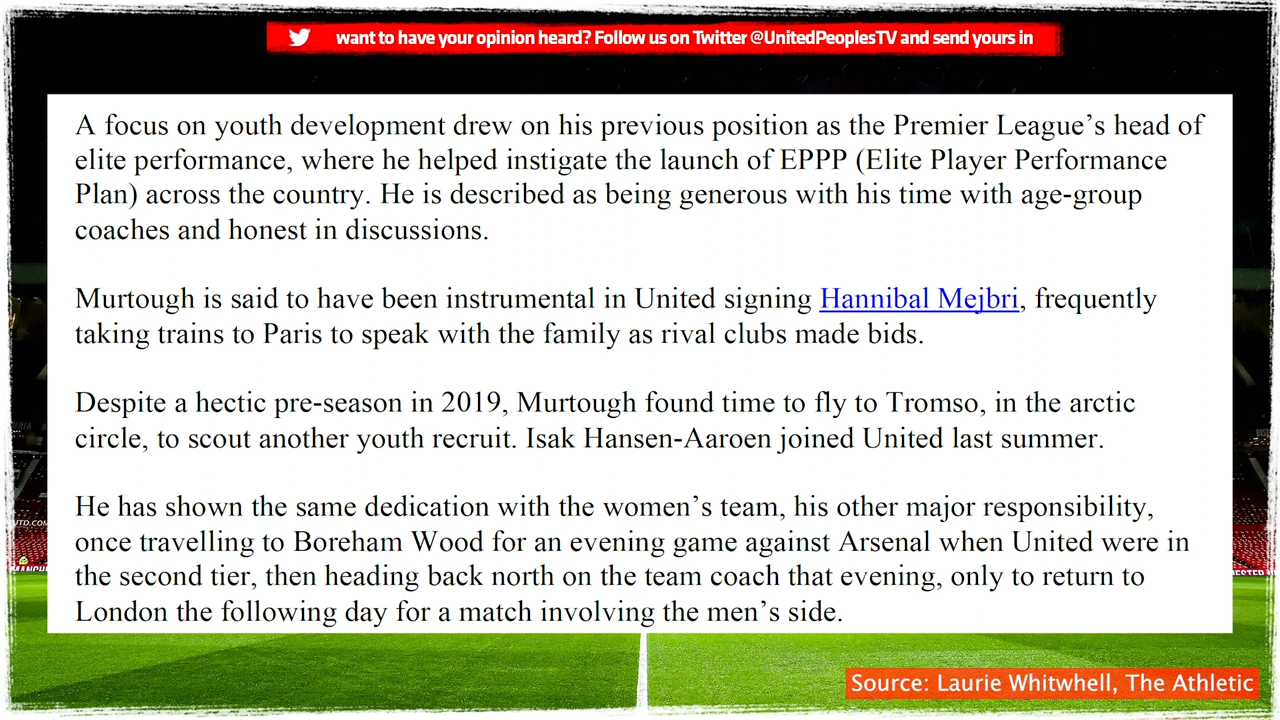 want to have your opinion heard? Follow us on Twitter @UnitedPeoplesTV and send yours in
A focus on youth development drew on his previous position as the Premier League’s head of
elite performance, where he helped instigate the launch of EPPP (Elite Player Performance
Plan) across the country. He is described as being generous with his time with age-group
coaches and honest in discussions.
Murtough is said to have been instrumental in United signing Hannibal Mejbri, frequently
taking trains to Paris to speak with the family as rival clubs made bids.
Despite a hectic pre-season in 2019, Murtough found time to fly to Tromso, in the arctic
circle, to scout another youth recruit. Isak Hansen-Aaroen joined United last summer.
He has shown the same dedication with the women’s team, his other major responsibility,
once travelling to Boreham Wood for an evening game against Arsenal when United were in
the second tier, then heading back north on the team coach that evening, only to return to
London the following day for a match involving the men’s side.
Source: Laurie Whitwhell, The Athletic